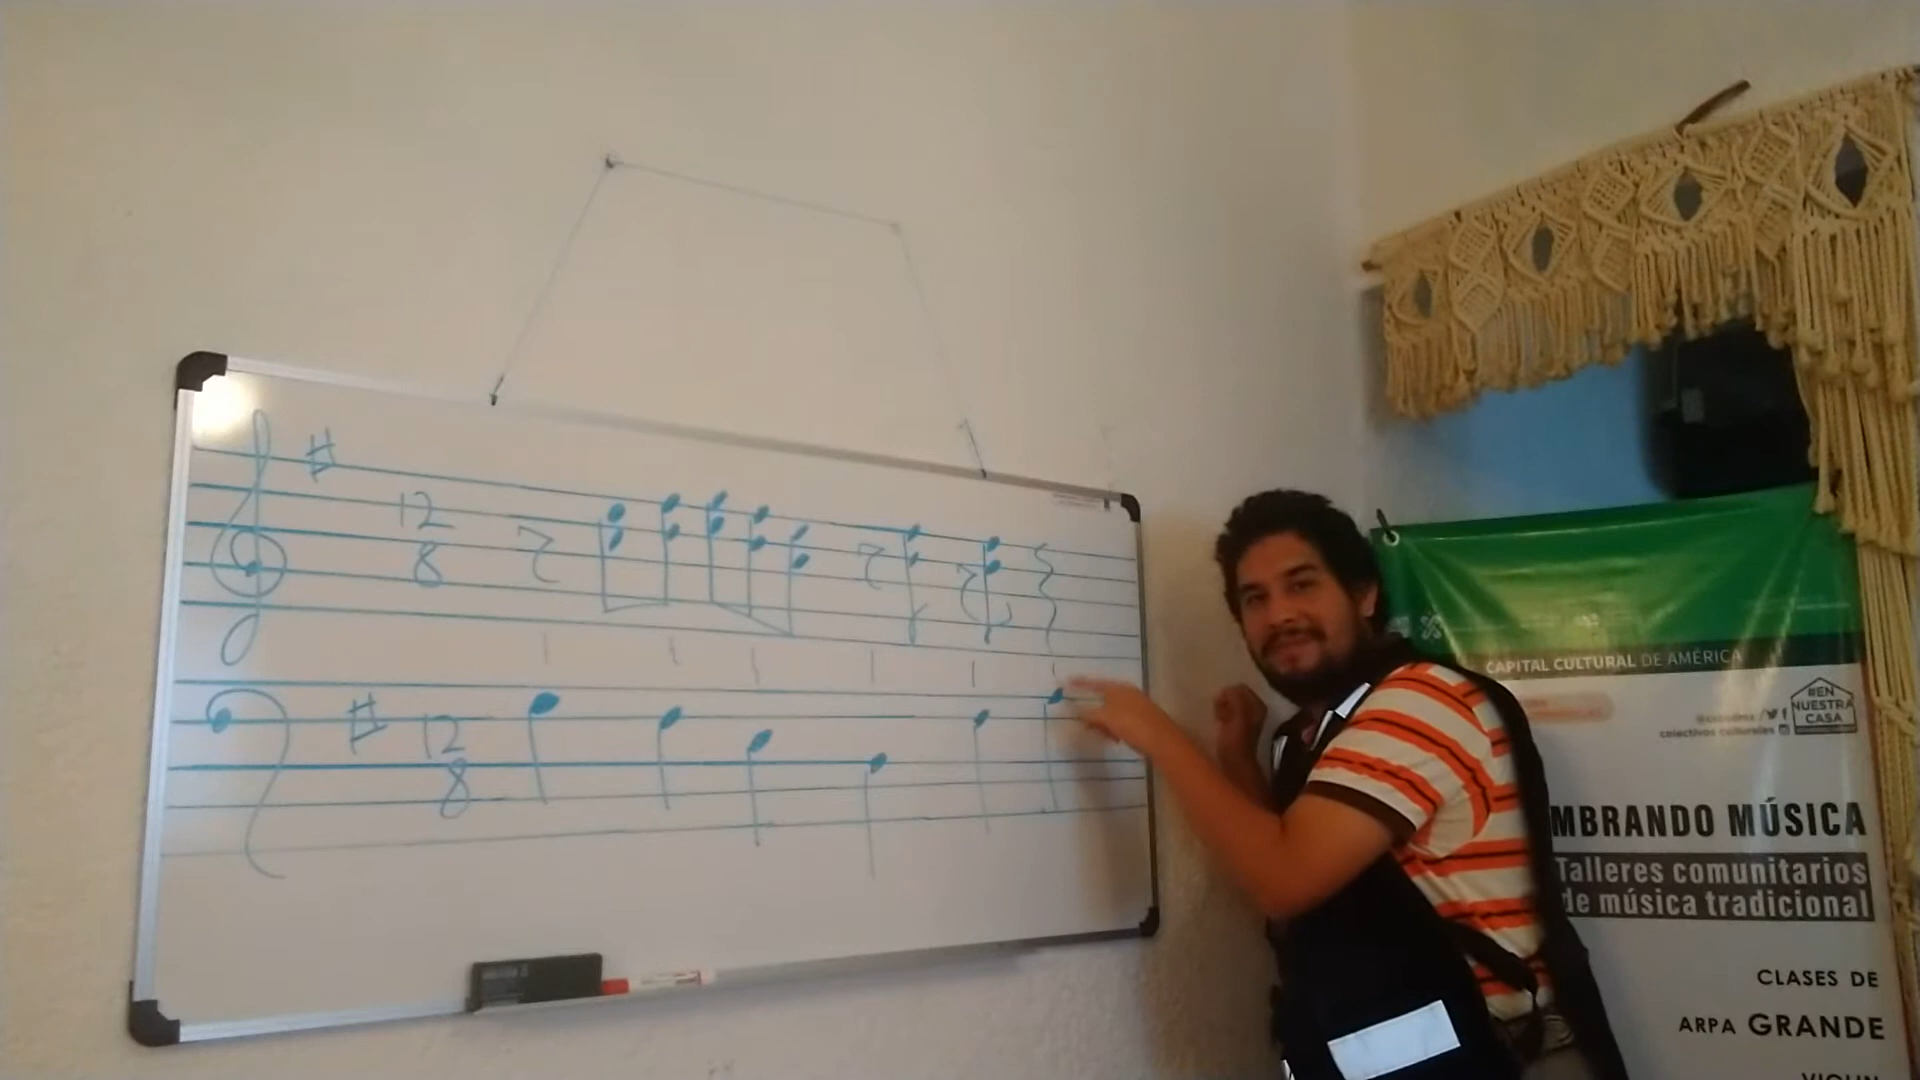 12
8
12
8
CAPITAL CULTURAL DE AMÉRICA
#EN
NUESTRA
CASA
colectivos culturales
MBRANDO MÚSICA
Talleres comunitarios
de música tradicional
CLASES DE
ARPA GRANDE
VIOLIN